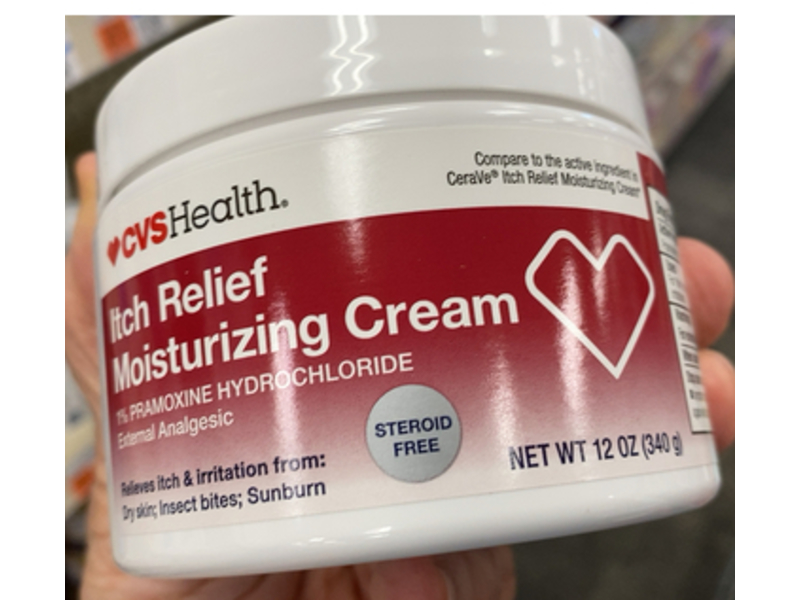 Compare to the active ingredient in
CeraVe® Itch Relief Moisturizing Cream*
CVSHealth®
Itch Relief
Moisturizing Cream
1% PRAMOXINE HYDROCHLORIDE
External Analgesic
STEROID
FREE
Relieves itch & irritation from:
Dry skin; Insect bites; Sunburn
NET WT 12 OZ (340 g)